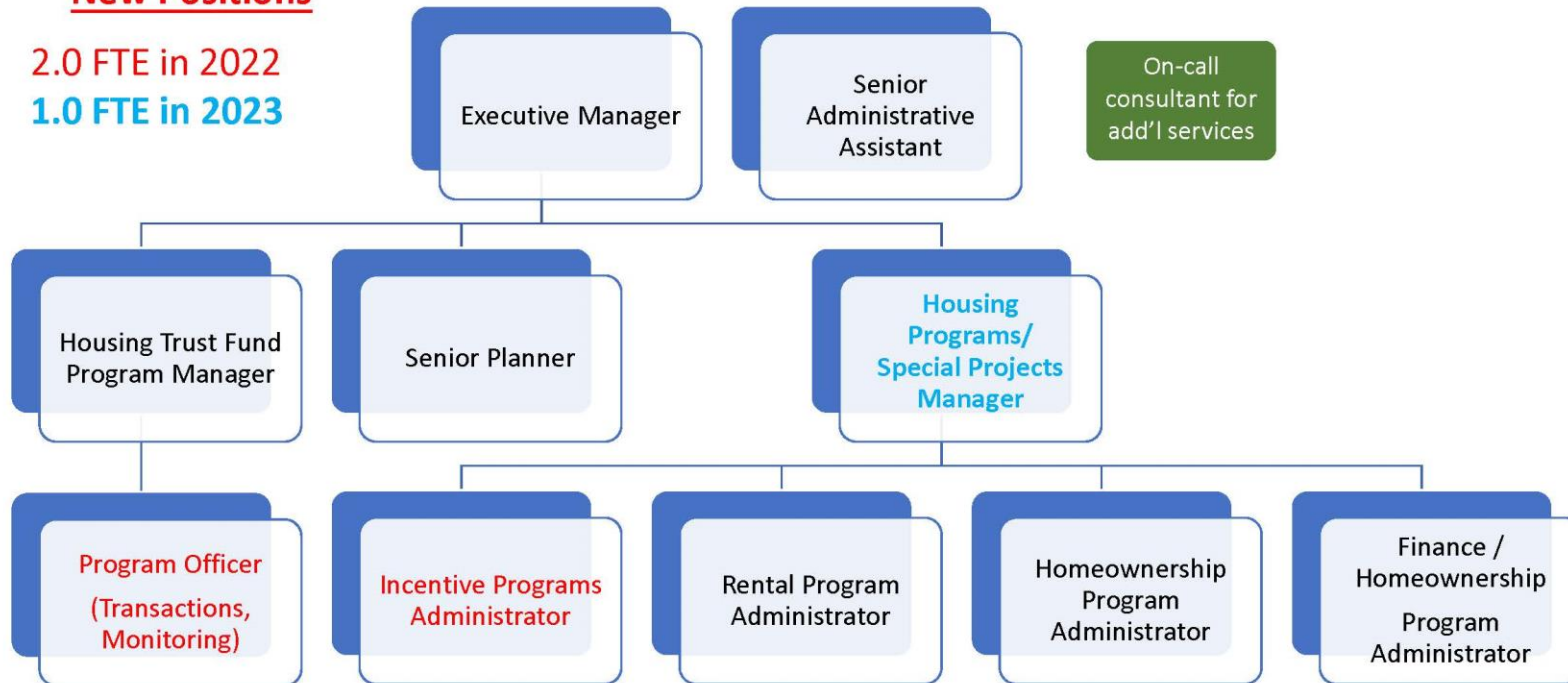 New Positions
2.0 FTE in 2022
1.0 FTE in 2023
Executive Manager
Senior
Administrative
Assistant
On-call
consultant for
add'l services
Housing Trust Fund
Program Manager
Senior Planner
Housing
Programs/
Special Projects
Manager
Program Officer
(Transactions,
Monitoring)
Incentive Programs
Administrator
Rental Program
Administrator
Homeownership
Program
Administrator
Finance /
Homeownership
Program
Administrator